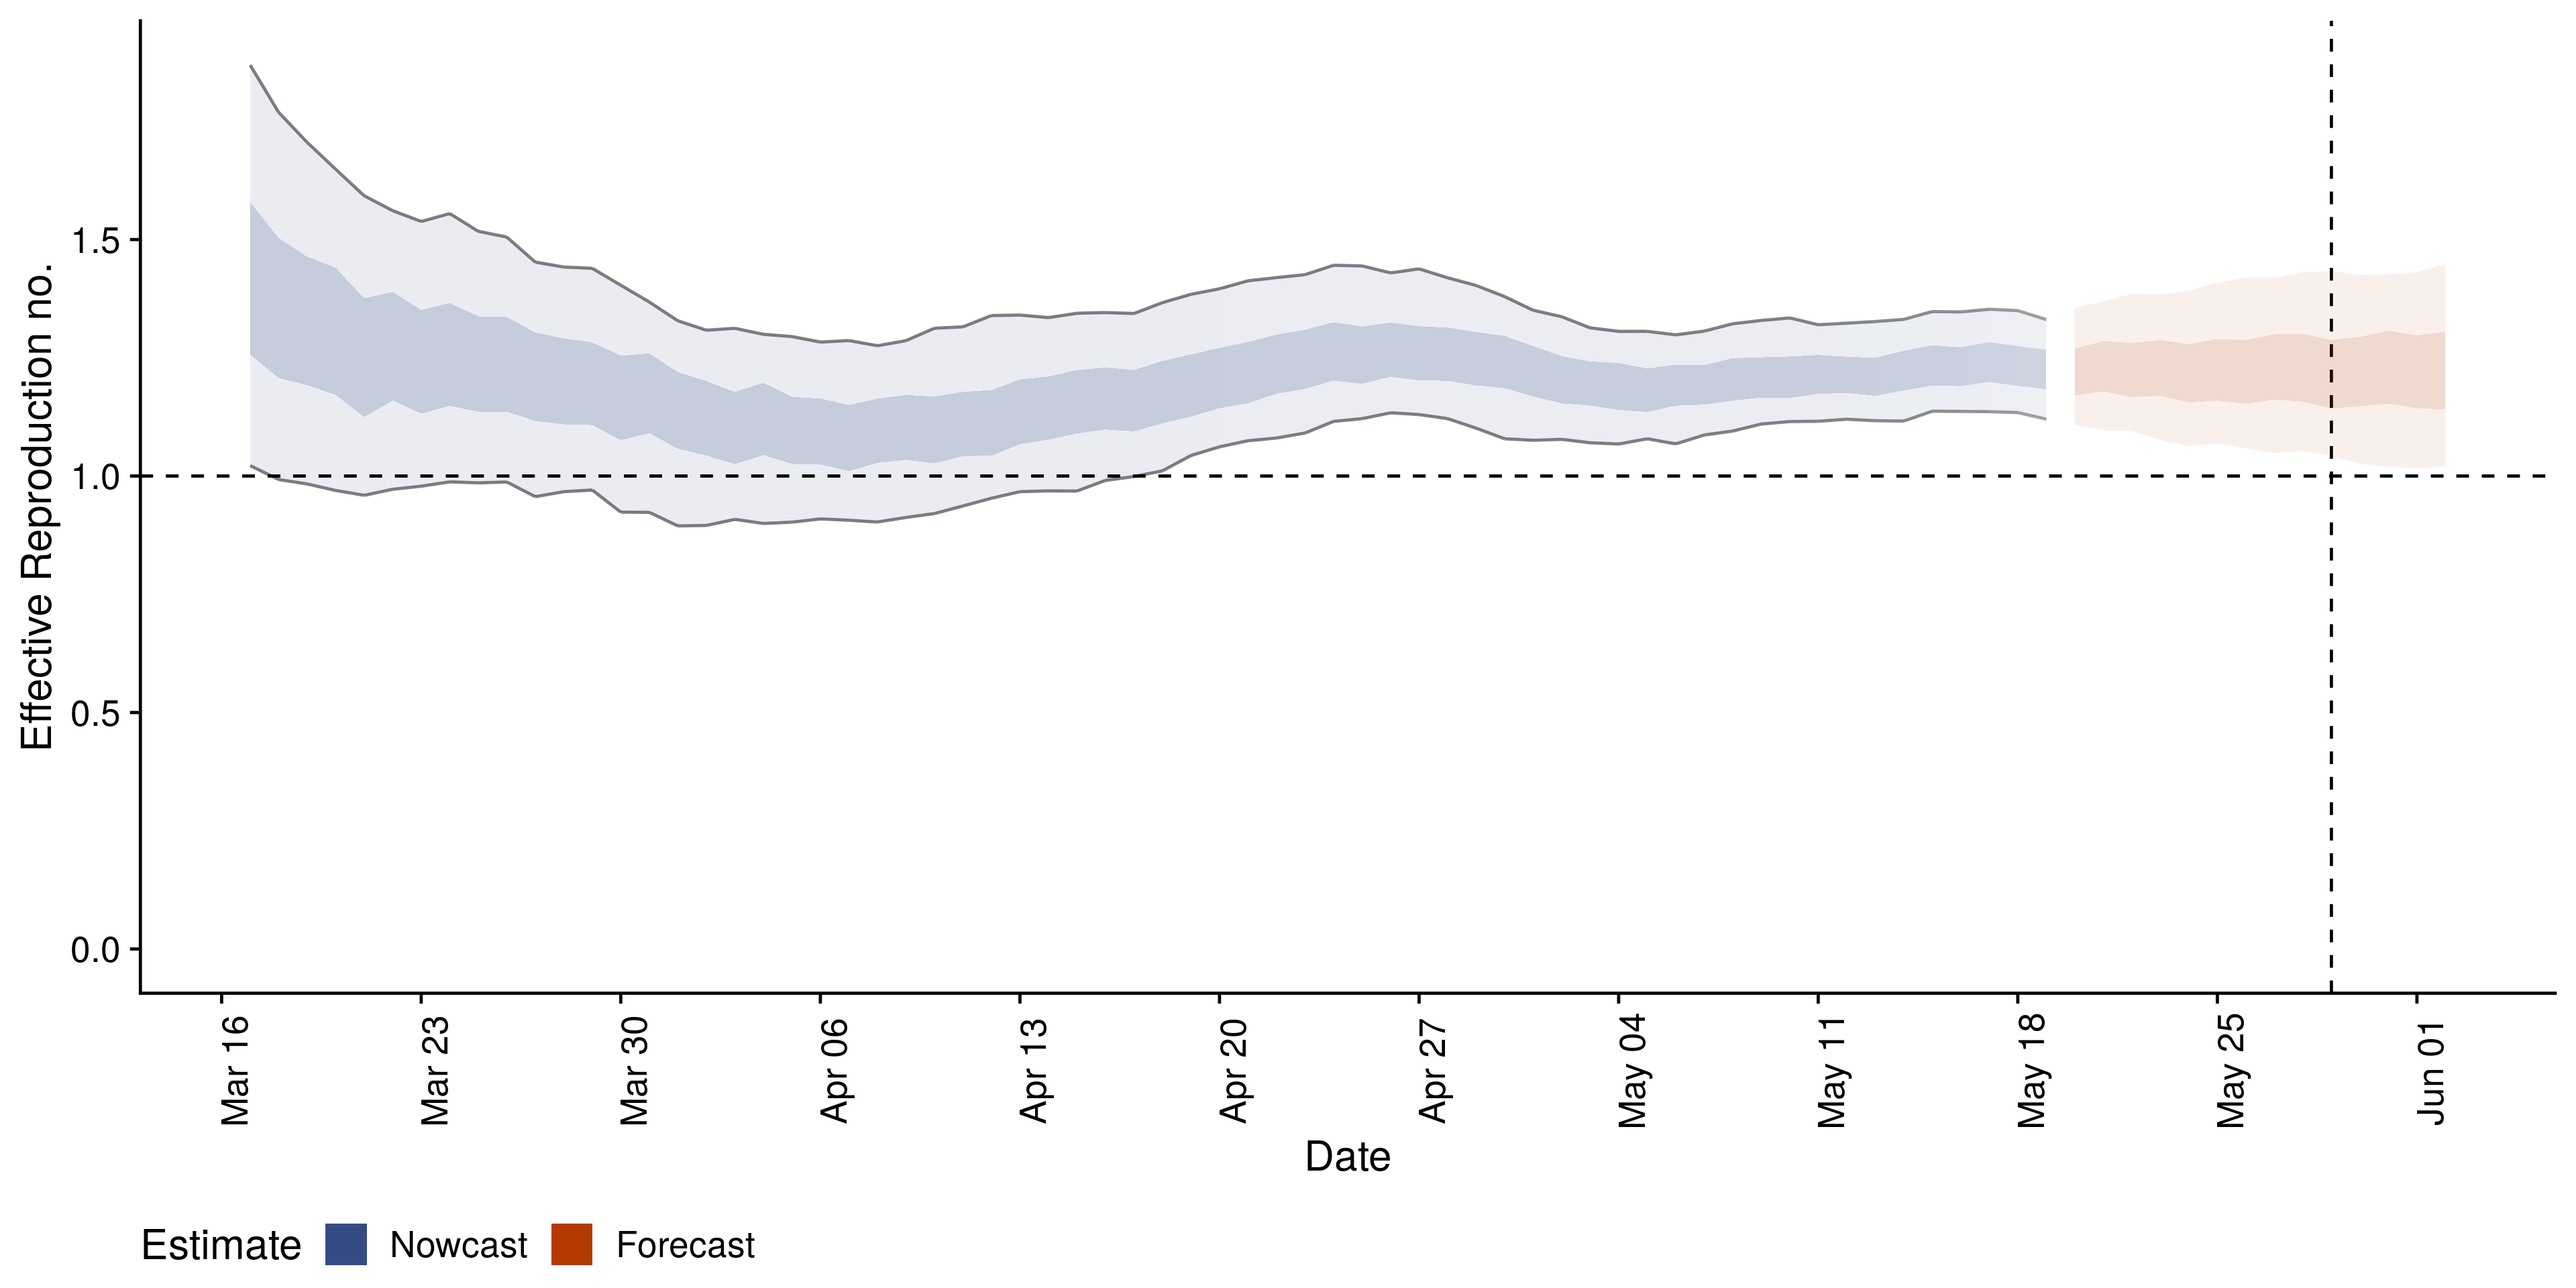 Effective Reproduction no.
1.5
1.0
0.5
0.0
Mar 16
Mar 23
Mar 30
Apr 06
Apr 13
Apr 20
Apr 27
May 04
May 11
May 18
May 25
Jun 01
Date
Estimate Nowcast Forecast